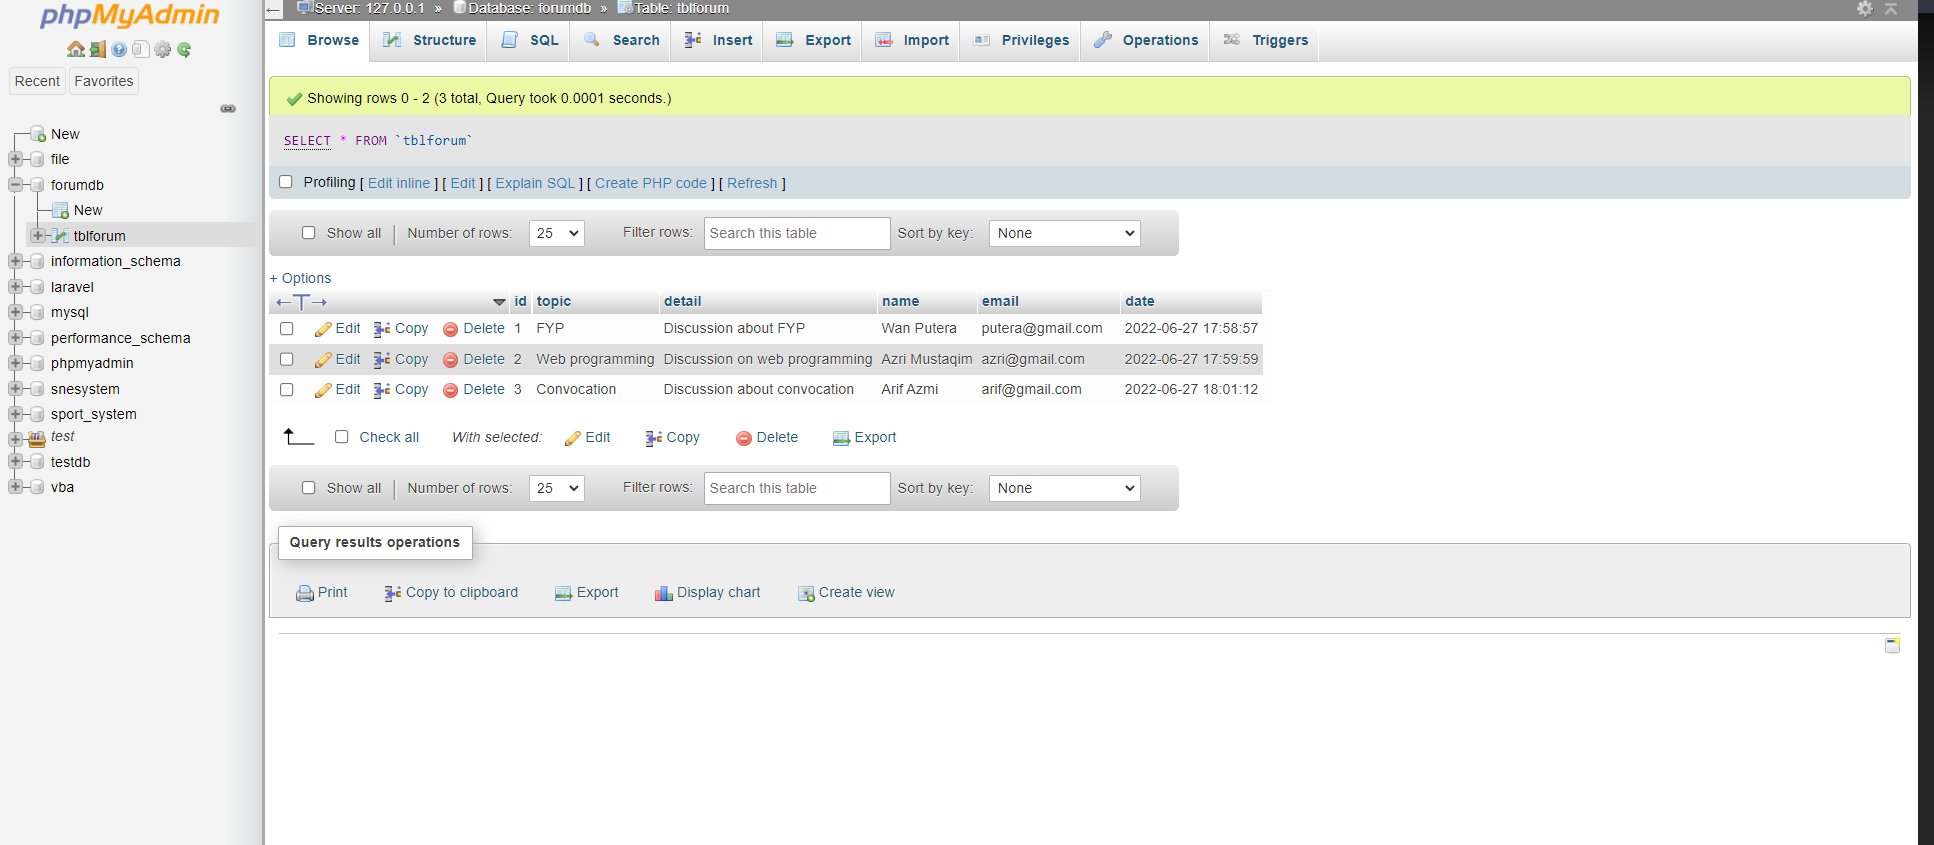 phpMyAdmin
Recent Favorites
New
file
forumdb
New
tblforum
information_schema
laravel
mysql
performance_schema
phpmyadmin
snesystem
sport_system
test
testdb
vba
Server: 127.0.0.1 » Database: forumdb » Table: tblforum
Browse Structure SQL Search Insert Export Import Privileges Operations Triggers
Showing rows 0 - 2 (3 total, Query took 0.0001 seconds.)
SELECT * FROM `tblforum`
Profiling [ Edit inline ] [ Edit ] [ Explain SQL ] [ Create PHP code ] [ Refresh ]
Show all | Number of rows: 25 Filter rows: Search this table Sort by key: None
+ Options
←T→ id topic detail name email date
Edit Copy Delete 1 FYP Discussion about FYP Wan Putera putera@gmail.com 2022-06-27 17:58:57
Edit Copy Delete 2 Web programming Discussion on web programming Azri Mustaqim azri@gmail.com 2022-06-27 17:59:59
Edit Copy Delete 3 Convocation Discussion about convocation Arif Azmi arif@gmail.com 2022-06-27 18:01:12
Check all With selected: Edit Copy Delete Export
Show all | Number of rows: 25 Filter rows: Search this table Sort by key: None
Query results operations
Print Copy to clipboard Export Display chart Create view